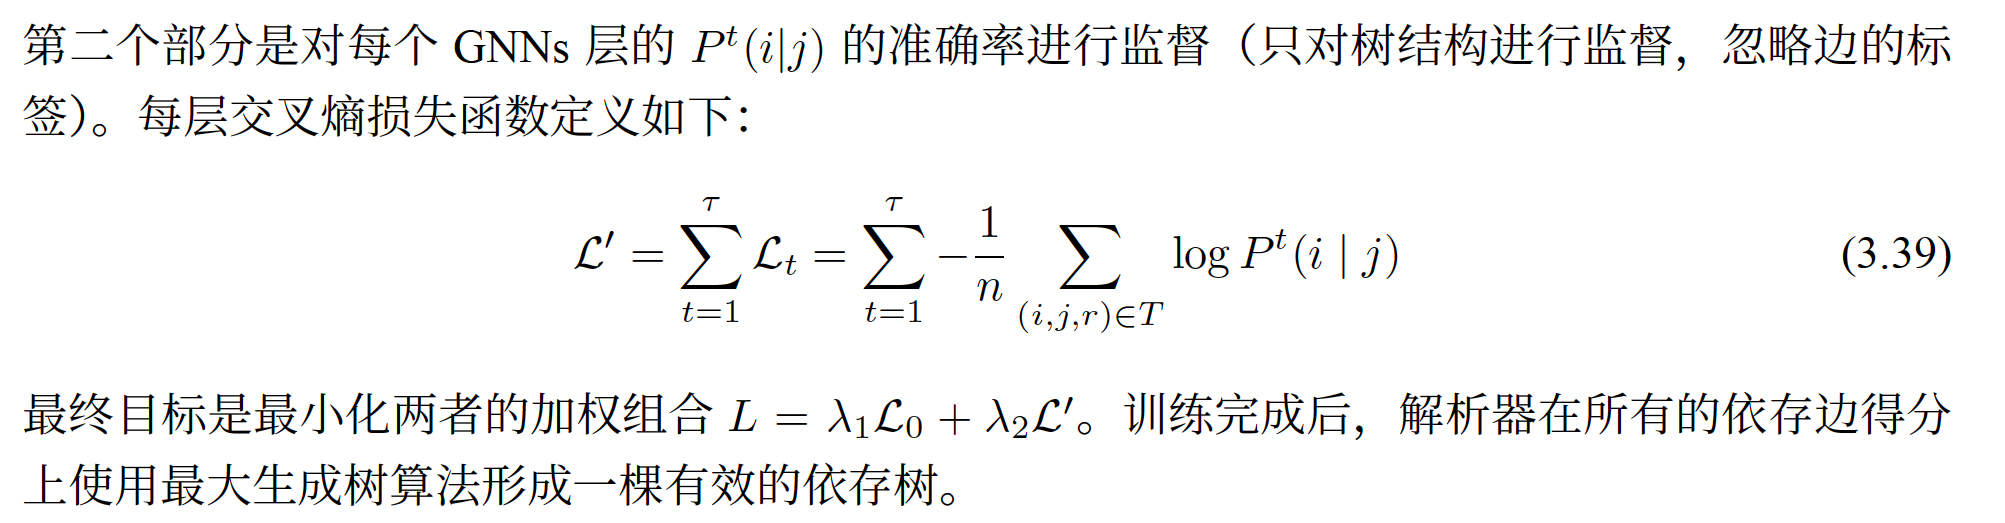 第二个部分是对每个 GNNs 层的 $P^t(i|j)$ 的准确率进行监督（只对树结构进行监督，忽略边的标
签）。每层交叉熵损失函数定义如下：
$\mathcal{L}' = \sum_{t=1}^{\tau} \mathcal{L}_t = \sum_{t=1}^{\tau} -\frac{1}{n} \sum_{(i,j,r)\in T} \log P^t(i \mid j)$ (3.39)
最终目标是最小化两者的加权组合 $L = \lambda_1\mathcal{L}_0 + \lambda_2\mathcal{L}'$。训练完成后，解析器在所有的依存边得分
上使用最大生成树算法形成一棵有效的依存树。